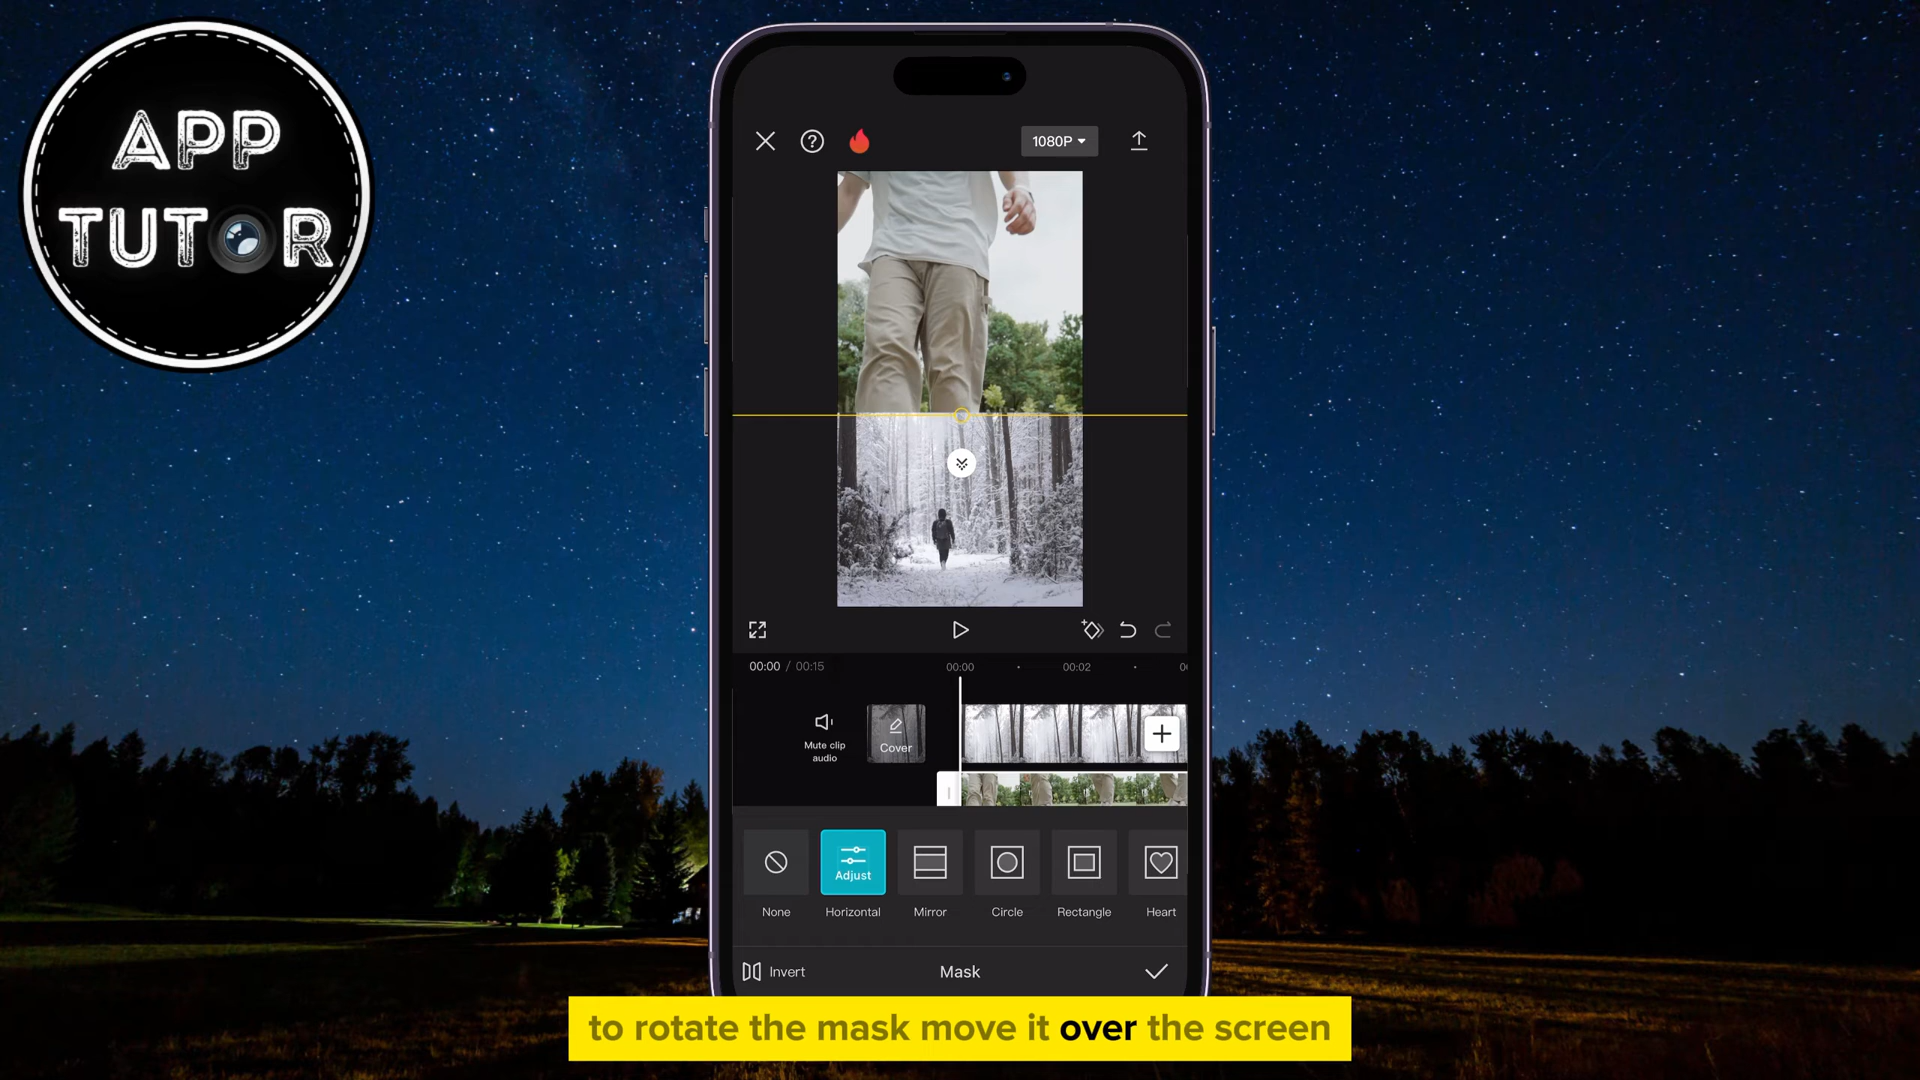 APP
TUTOR
1080P
00:00 / 00:15
00:00
00:02
Mute clip
audio
Cover
Adjust
None
Horizontal
Mirror
Circle
Rectangle
Heart
Invert
Mask
to rotate the mask move it over the screen